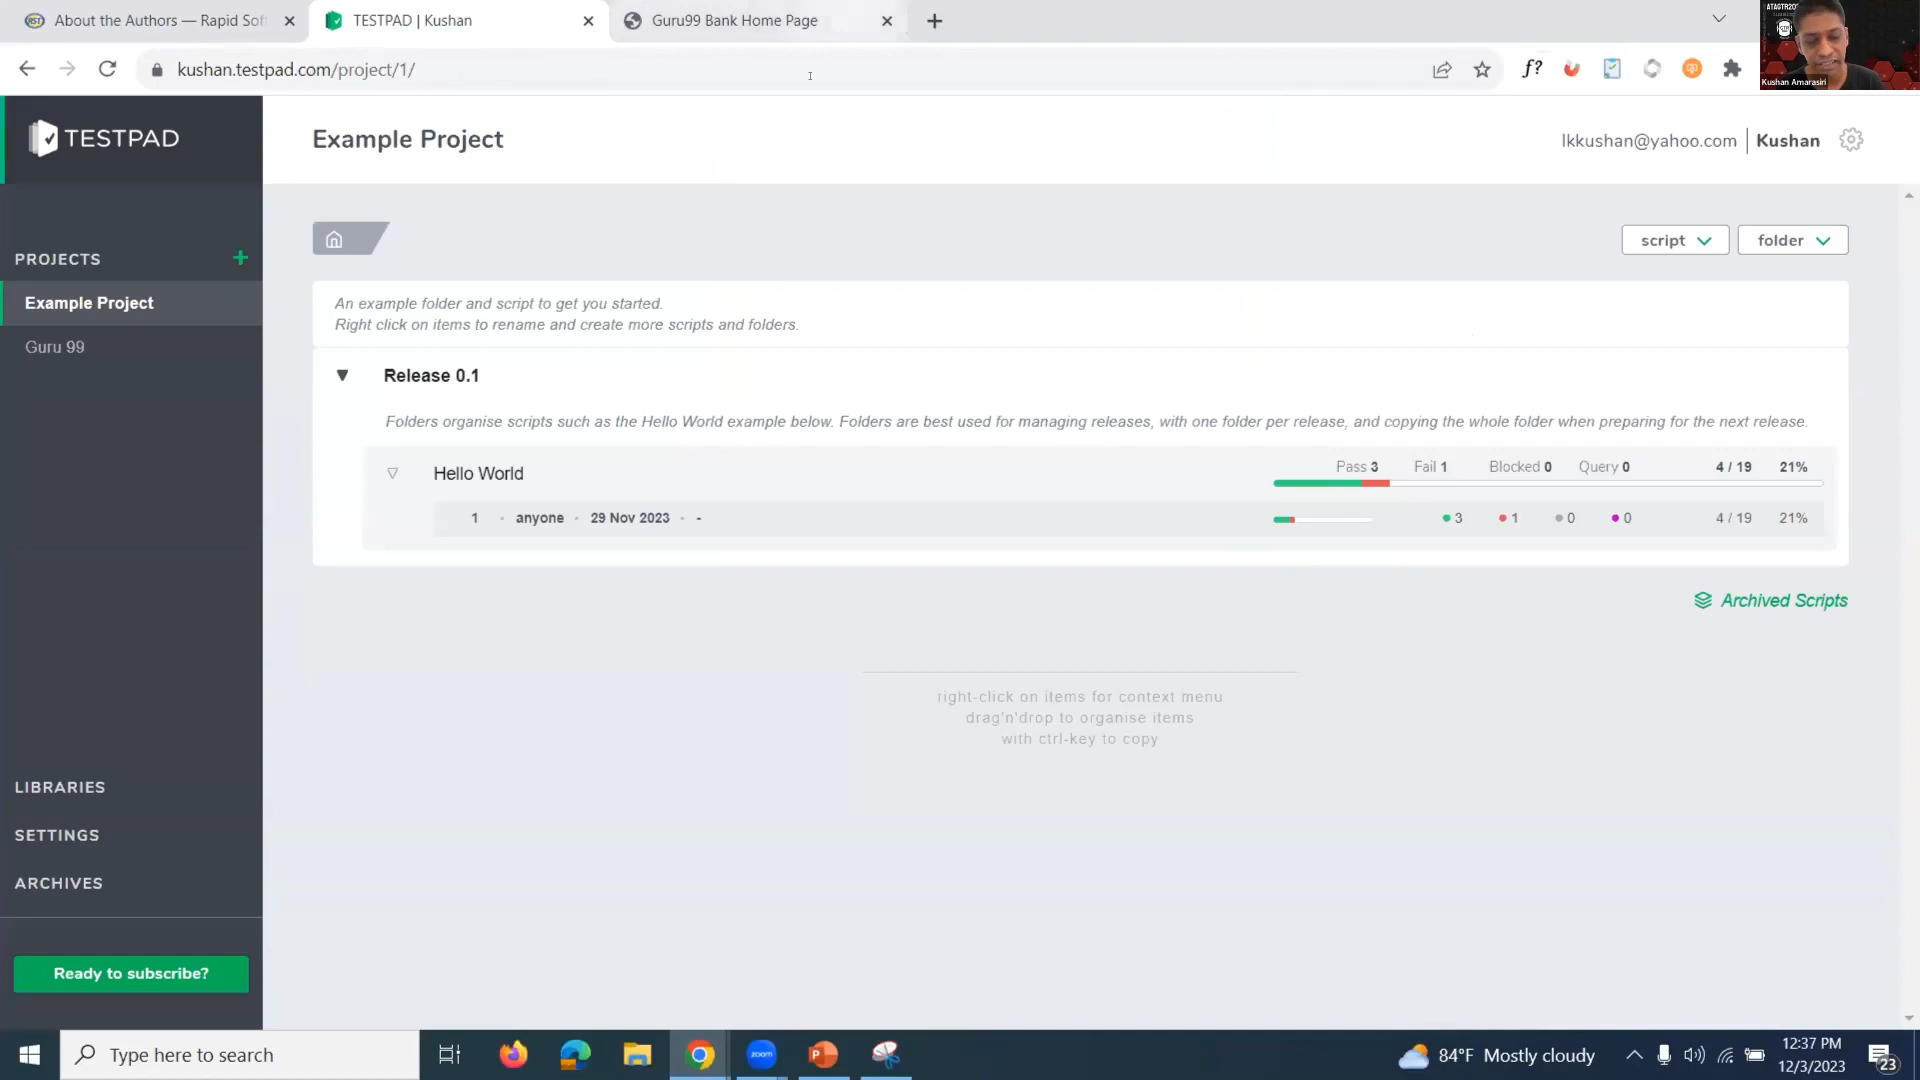 About the Authors — Rapid Soft
TESTPAD | Kushan
Guru99 Bank Home Page
kushan.testpad.com/project/1/
f?
Kushan Amarasiri
TESTPAD
Example Project
lkkushan@yahoo.com
Kushan
PROJECTS
+
script
folder
Example Project
Guru 99
An example folder and script to get you started.
Right click on items to rename and create more scripts and folders.
Release 0.1
Folders organise scripts such as the Hello World example below. Folders are best used for managing releases, with one folder per release, and copying the whole folder when preparing for the next release.
Hello World
Pass 3 Fail 1 Blocked 0 Query 0 4 / 19 21%
1 · anyone · 29 Nov 2023 · - 3 1 0 0 4 / 19 21%
Archived Scripts
right-click on items for context menu
drag'n'drop to organise items
with ctrl-key to copy
LIBRARIES
SETTINGS
ARCHIVES
Ready to subscribe?
Type here to search
zoom
84°F Mostly cloudy
12:37 PM
12/3/2023
23